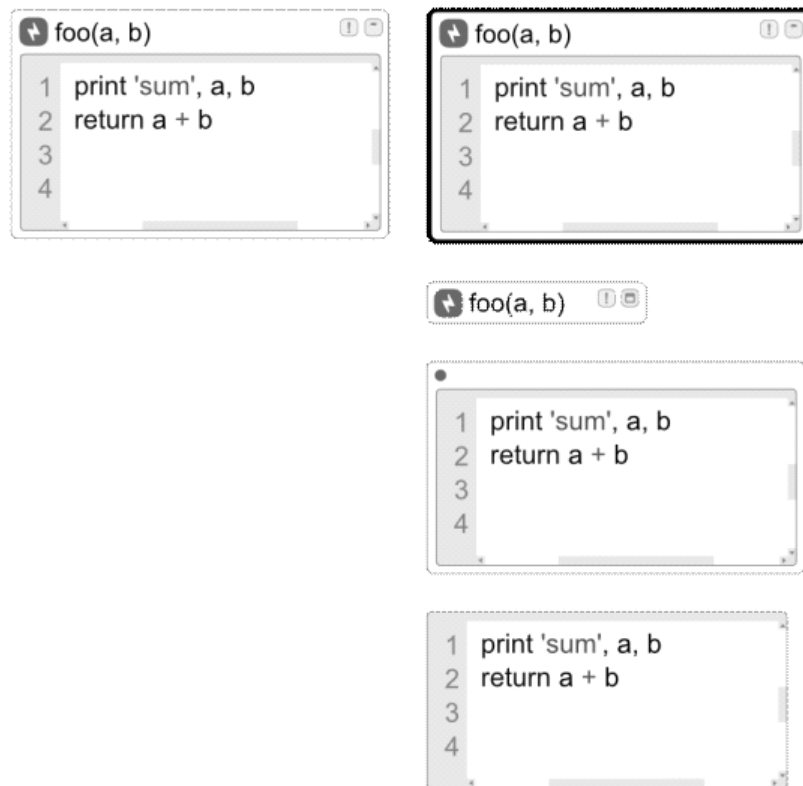 foo(a, b)
1 print 'sum', a, b
2 return a + b
3
4
foo(a, b)
1 print 'sum', a, b
2 return a + b
3
4
foo(a, b)
1 print 'sum', a, b
2 return a + b
3
4
1 print 'sum', a, b
2 return a + b
3
4